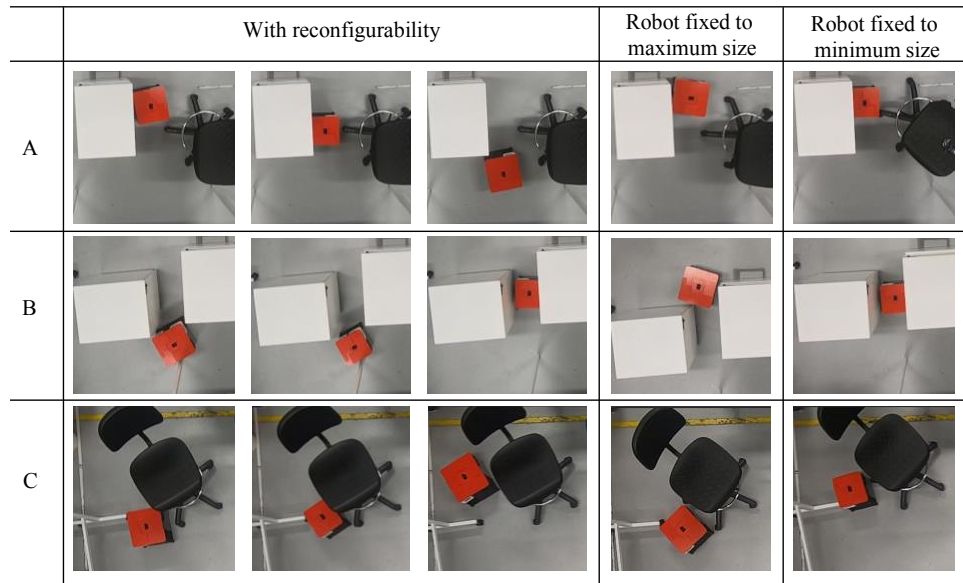 With reconfigurability
Robot fixed to
maximum size
Robot fixed to
minimum size
A
B
C